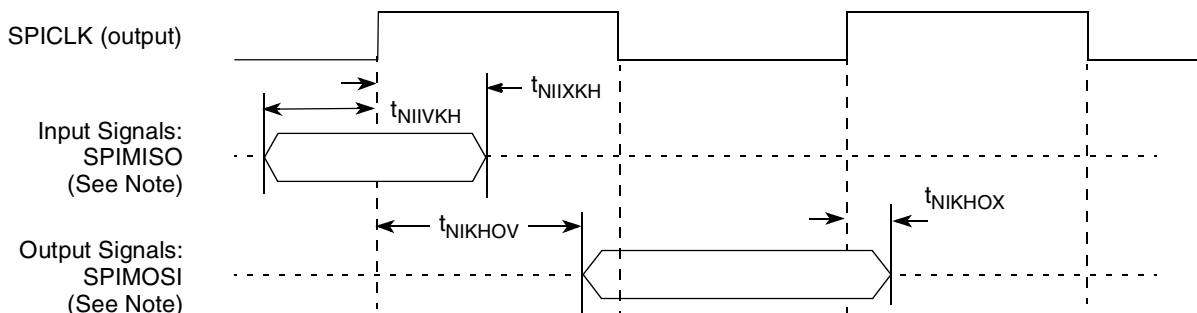 SPICLK (output)
tNIIXKH
tNIIVKH
Input Signals:
SPIMISO
(See Note)
tNIKHOX
tNIKHOV
Output Signals:
SPIMOSI
(See Note)